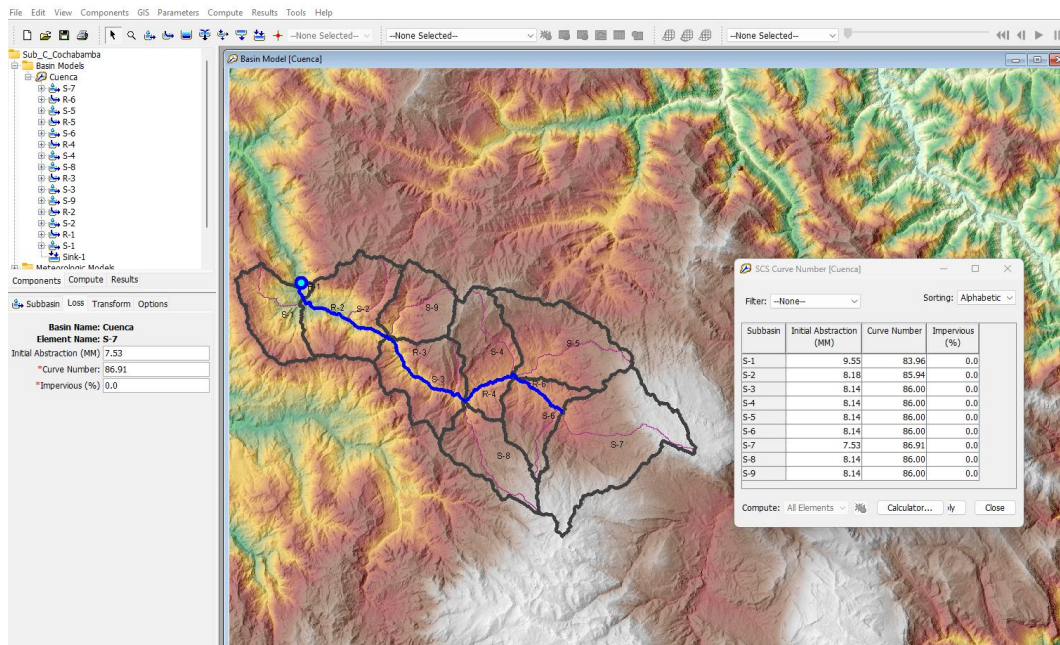 File Edit View Components GIS Parameters Compute Results Tools Help
--None Selected-- --None Selected-- --None Selected--
Sub_C_Cochabamba
Basin Models
Cuenca
S-7
R-6
S-5
R-5
S-6
R-4
S-4
S-8
R-3
S-3
S-9
R-2
S-2
R-1
S-1
Sink-1
Meteorologic Models
Components Compute Results
Subbasin Loss Transform Options
Basin Name: Cuenca
Element Name: S-7
Initial Abstraction (MM) 7.53
*Curve Number: 86.91
*Impervious (%) 0.0
Basin Model [Cuenca]
S-1
R-2
S-2
S-9
R-3
S-3
S-4
S-5
R-4
R-6
S-6
S-7
S-8
SCS Curve Number [Cuenca]
Filter: --None-- Sorting: Alphabetic
Subbasin Initial Abstraction (MM) Curve Number Impervious (%)
S-1 9.55 83.96 0.0
S-2 8.18 85.94 0.0
S-3 8.14 86.00 0.0
S-4 8.14 86.00 0.0
S-5 8.14 86.00 0.0
S-6 8.14 86.00 0.0
S-7 7.53 86.91 0.0
S-8 8.14 86.00 0.0
S-9 8.14 86.00 0.0
Compute: All Elements Calculator... Close